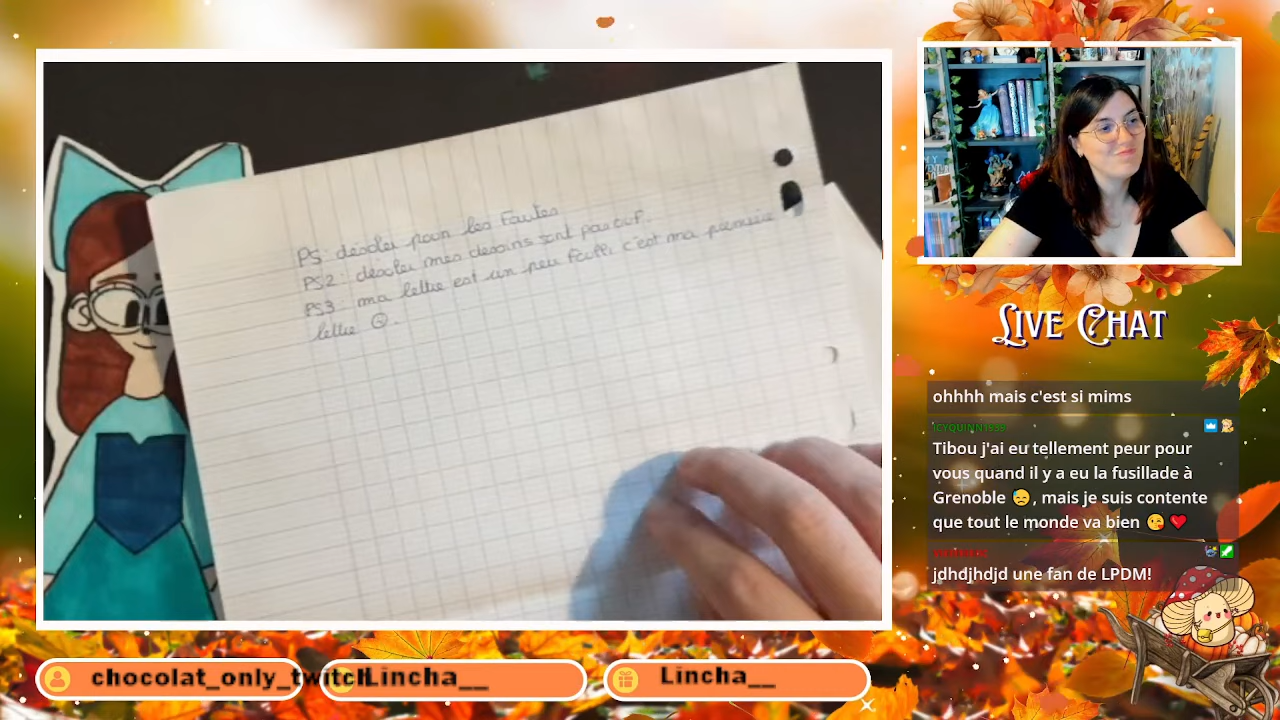 PS : désoler pour les fautes
PS2 : désoler mes dessins sont pas ouf.
PS3 : ma lettre est un peu
c'est ma première
lettre ☹.
LIVE CHAT
ohhhh mais c'est si mims
Tibou j'ai eu tellement peur pour
vous quand il y a eu la fusillade à
Grenoble 😓, mais je suis contente
que tout le monde va bien 😘 ❤️
jdhdjhdjd une fan de LPDM!
chocolat_only_twitch
Lincha__
Lincha__